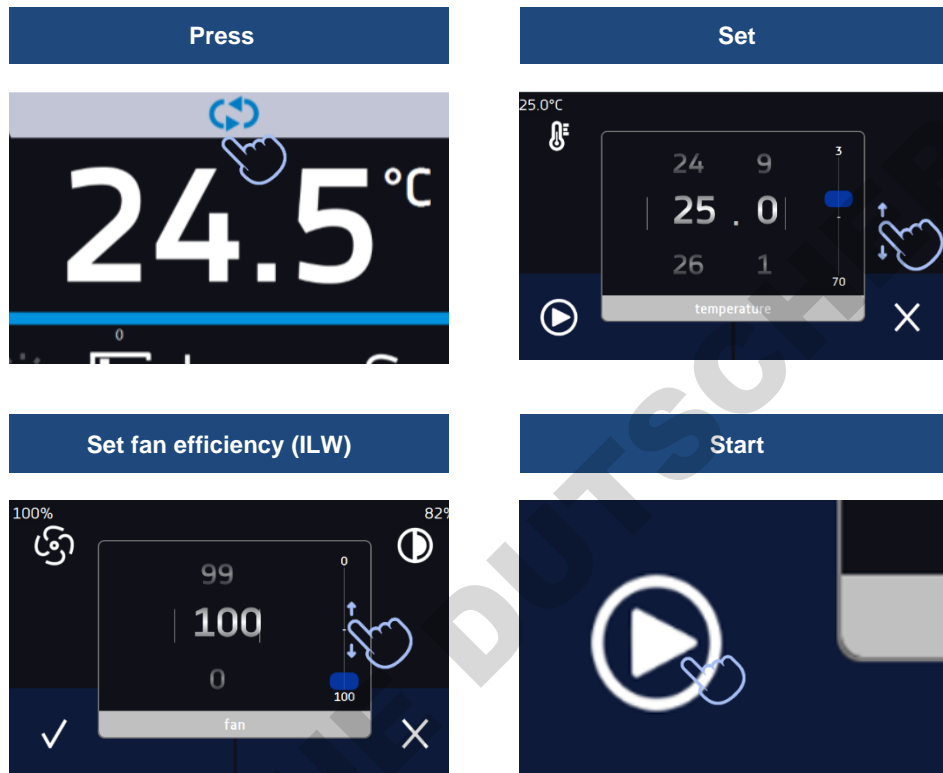 Press
Set
24.5°C
0
25.0°C
24 9
3
25 . 0
26 1
70
temperature
Set fan efficiency (ILW)
Start
100%
82%
99
0
100
0
100
fan
DUTSCHER